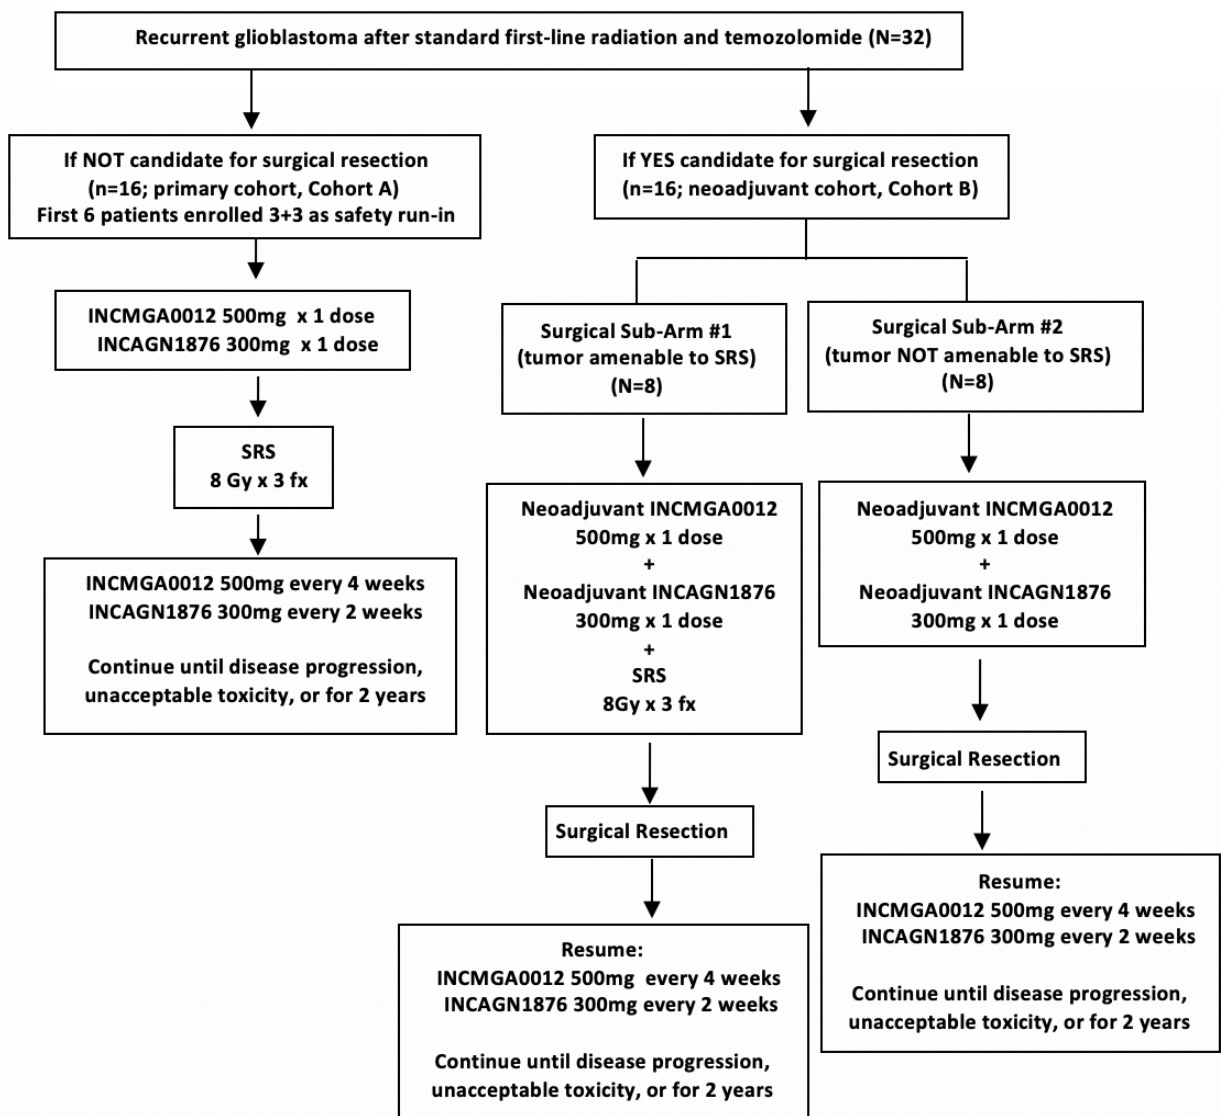 Recurrent glioblastoma after standard first-line radiation and temozolomide (N=32)
If NOT candidate for surgical resection
(n=16; primary cohort, Cohort A)
First 6 patients enrolled 3+3 as safety run-in
INCMGA0012 500mg x 1 dose
INCAGN1876 300mg x 1 dose
SRS
8 Gy x 3 fx
INCMGA0012 500mg every 4 weeks
INCAGN1876 300mg every 2 weeks
Continue until disease progression,
unacceptable toxicity, or for 2 years
If YES candidate for surgical resection
(n=16; neoadjuvant cohort, Cohort B)
Surgical Sub-Arm #1
(tumor amenable to SRS)
(N=8)
Neoadjuvant INCMGA0012
500mg x 1 dose
+
Neoadjuvant INCAGN1876
300mg x 1 dose
+
SRS
8Gy x 3 fx
Surgical Resection
Resume:
INCMGA0012 500mg every 4 weeks
INCAGN1876 300mg every 2 weeks
Continue until disease progression,
unacceptable toxicity, or for 2 years
Surgical Sub-Arm #2
(tumor NOT amenable to SRS)
(N=8)
Neoadjuvant INCMGA0012
500mg x 1 dose
+
Neoadjuvant INCAGN1876
300mg x 1 dose
Surgical Resection
Resume:
INCMGA0012 500mg every 4 weeks
INCAGN1876 300mg every 2 weeks
Continue until disease progression,
unacceptable toxicity, or for 2 years